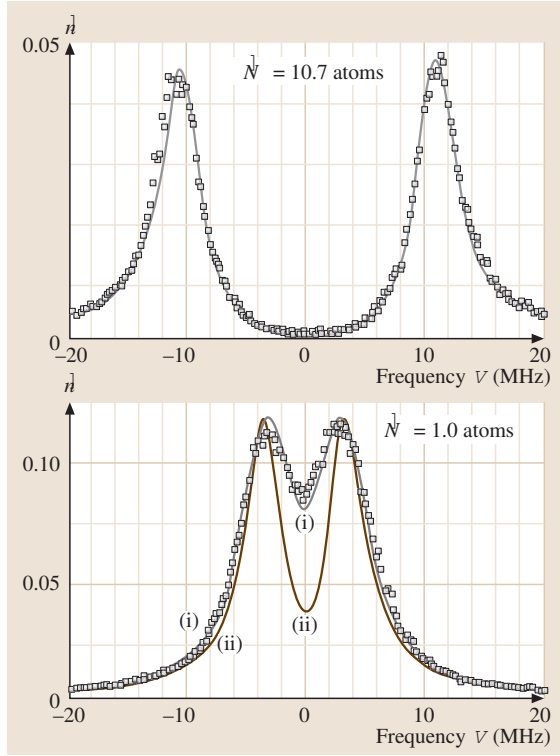 n̄
0.05
N̄ = 10.7 atoms
0
–20 –10 0 10 20
Frequency ν (MHz)
n̄
N̄ = 1.0 atoms
0.10
(i)
0.05
(i) (ii) (ii)
0
–20 –10 0 10 20
Frequency ν (MHz)